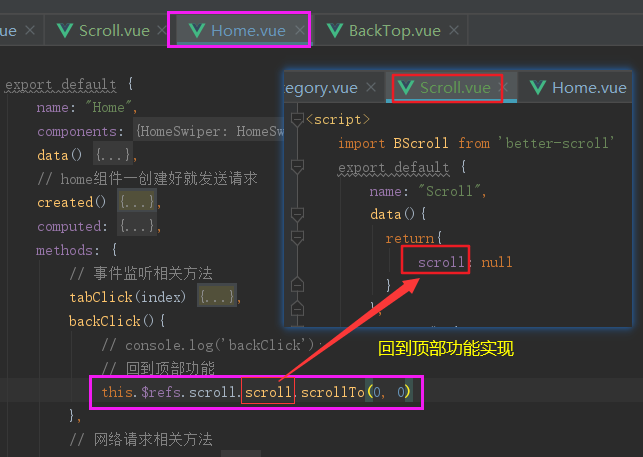 ue × Scroll.vue × Home.vue × BackTop.vue ×
export default {
name: "Home",
components: {HomeSwiper: HomeSw
data() {...},
// home组件一创建好就发送请求
created() {...},
computed: {...},
methods: {
// 事件监听相关方法
tabClick(index) {...},
backClick(){
// console.log('backClick');
// 回到顶部功能
this.$refs.scroll.scroll.scrollTo(0, 0)
},
// 网络请求相关方法
tegory.vue × Scroll.vue × Home.vue
<script>
import BScroll from 'better-scroll'
export default {
name: "Scroll",
data(){
return{
scroll: null
}
},
回到顶部功能实现